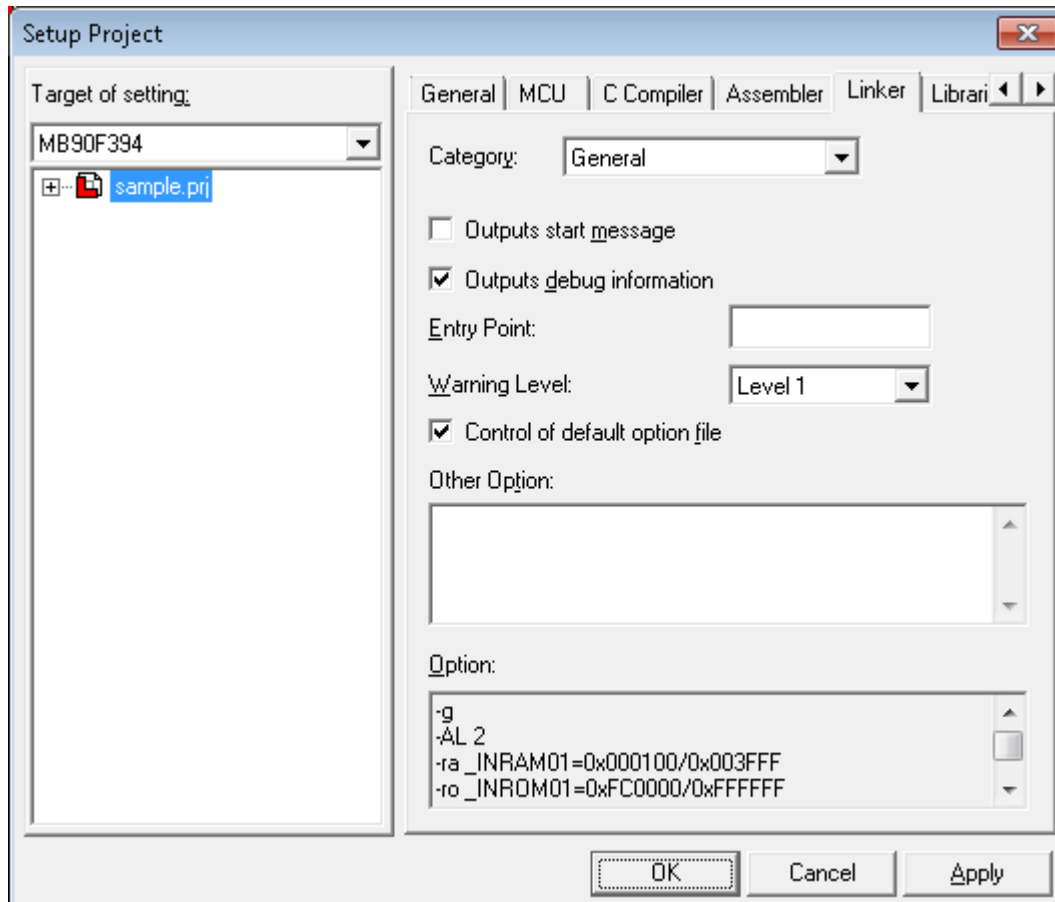 Setup Project
Target of setting:
MB90F394
sample.prj
General MCU C Compiler Assembler Linker Librari
Category: General
Outputs start message
Outputs debug information
Entry Point:
Warning Level: Level 1
Control of default option file
Other Option:
Option:
-g
-AL 2
-ra _INRAM01=0x000100/0x003FFF
-ro _INROM01=0xFC0000/0xFFFFFF
OK Cancel Apply